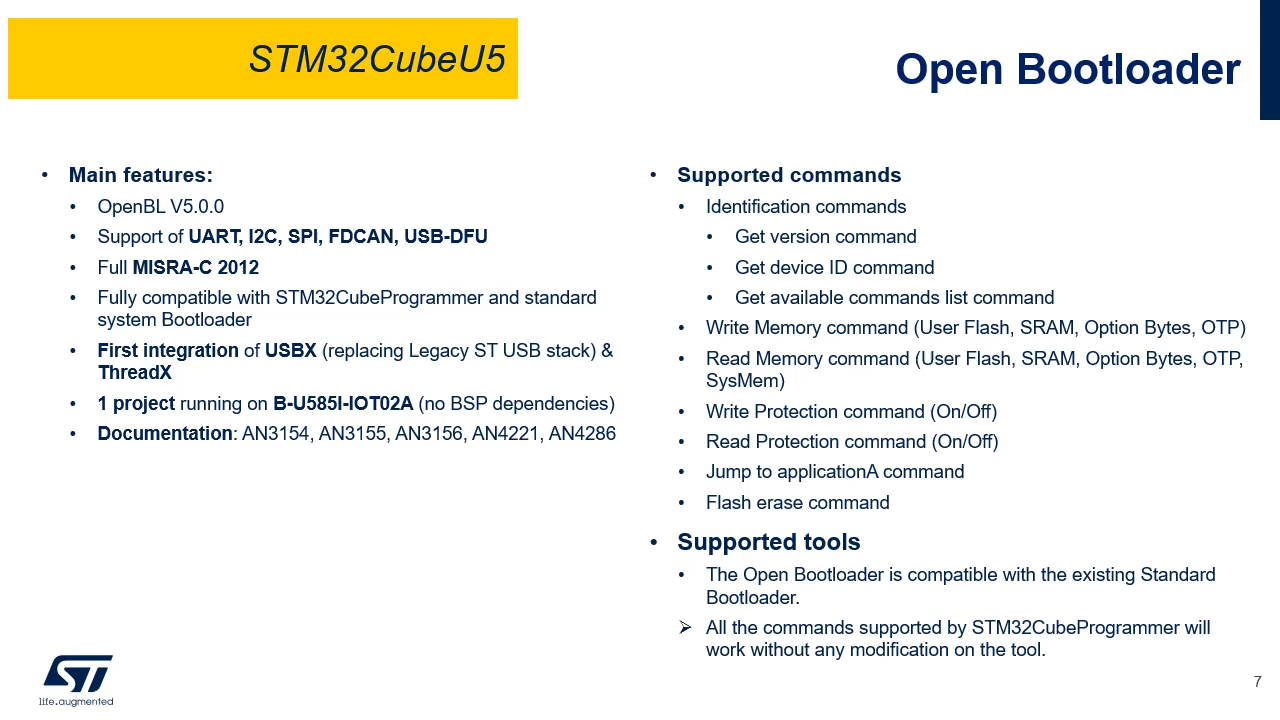 STM32CubeU5
Open Bootloader
• Main features:
• OpenBL V5.0.0
• Support of UART, I2C, SPI, FDCAN, USB-DFU
• Full MISRA-C 2012
• Fully compatible with STM32CubeProgrammer and standard
system Bootloader
• First integration of USBX (replacing Legacy ST USB stack) &
ThreadX
• 1 project running on B-U585I-IOT02A (no BSP dependencies)
• Documentation: AN3154, AN3155, AN3156, AN4221, AN4286
• Supported commands
• Identification commands
• Get version command
• Get device ID command
• Get available commands list command
• Write Memory command (User Flash, SRAM, Option Bytes, OTP)
• Read Memory command (User Flash, SRAM, Option Bytes, OTP,
SysMem)
• Write Protection command (On/Off)
• Read Protection command (On/Off)
• Jump to applicationA command
• Flash erase command
• Supported tools
• The Open Bootloader is compatible with the existing Standard
Bootloader.
➢ All the commands supported by STM32CubeProgrammer will
work without any modification on the tool.
ST
life.augmented
7